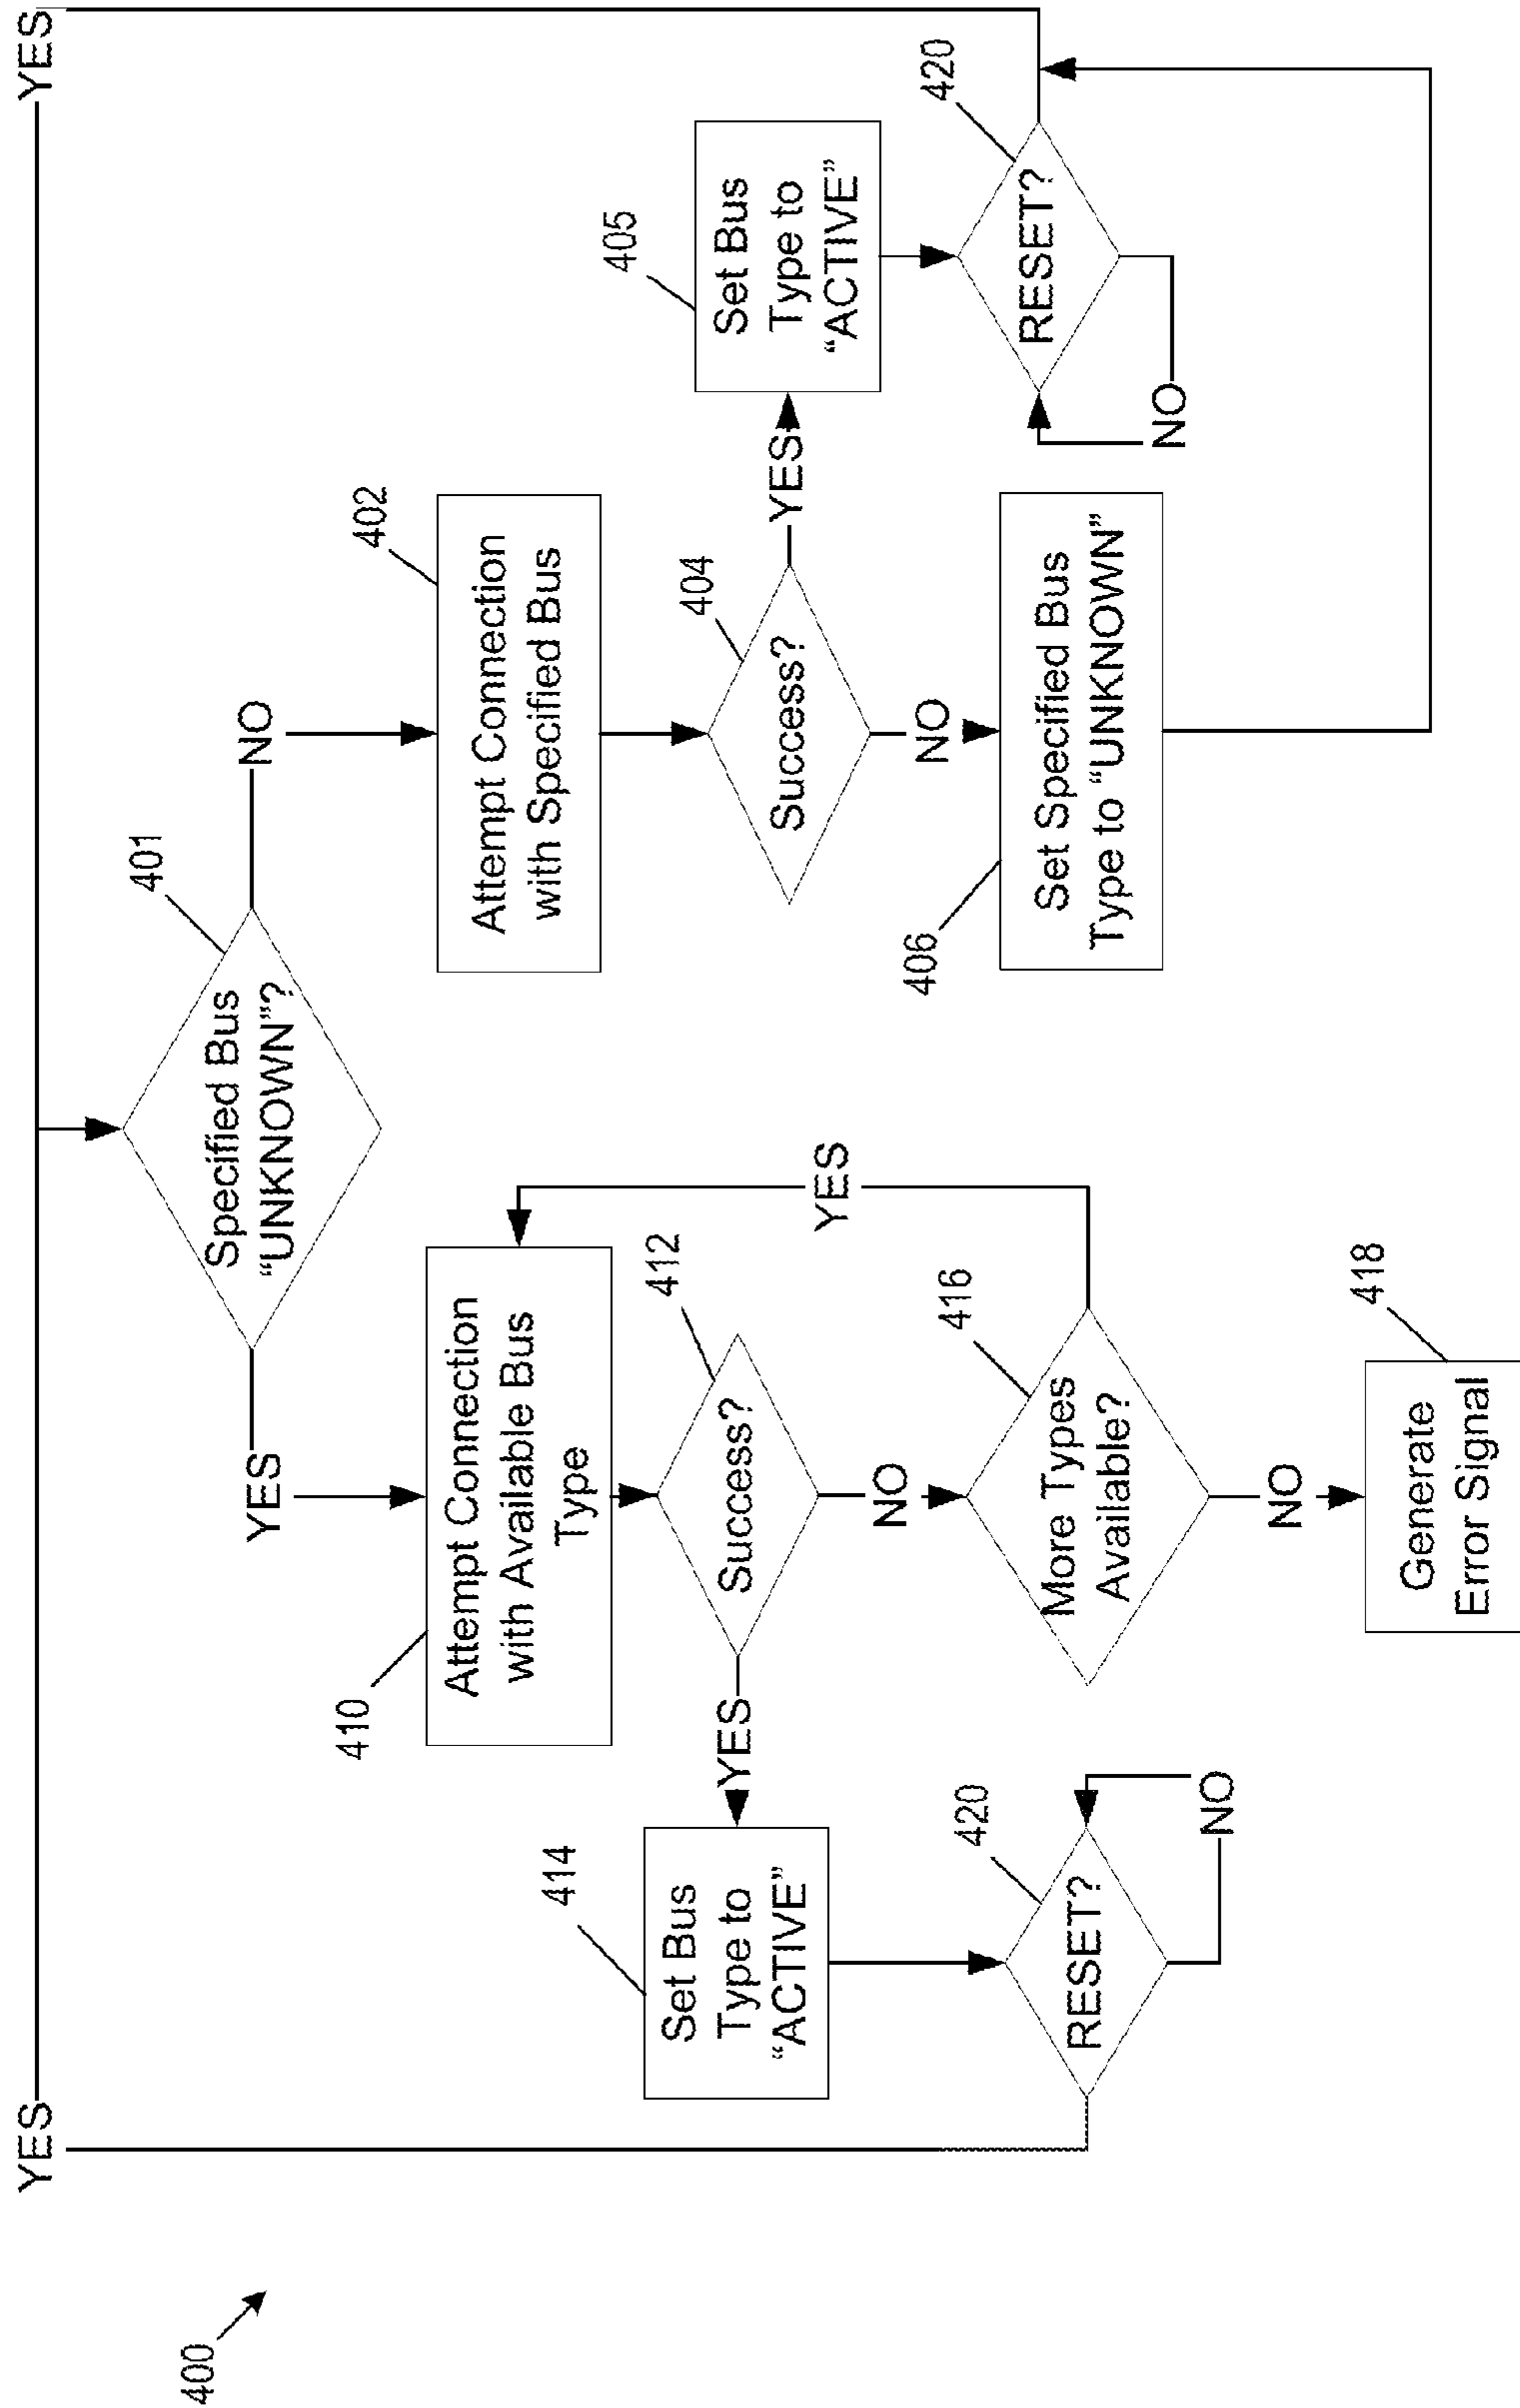 400
YES
YES
401
Specified Bus
“UNKNOWN”?
YES
NO
410
Attempt Connection
with Available Bus
Type
402
Attempt Connection
with Specified Bus
412
Success?
YES
NO
404
Success?
YES
NO
414
Set Bus
Type to
“ACTIVE”
405
Set Bus
Type to
“ACTIVE”
YES
416
More Types
Available?
NO
420
RESET?
NO
406
Set Specified Bus
Type to “UNKNOWN”
420
RESET?
NO
418
Generate
Error Signal